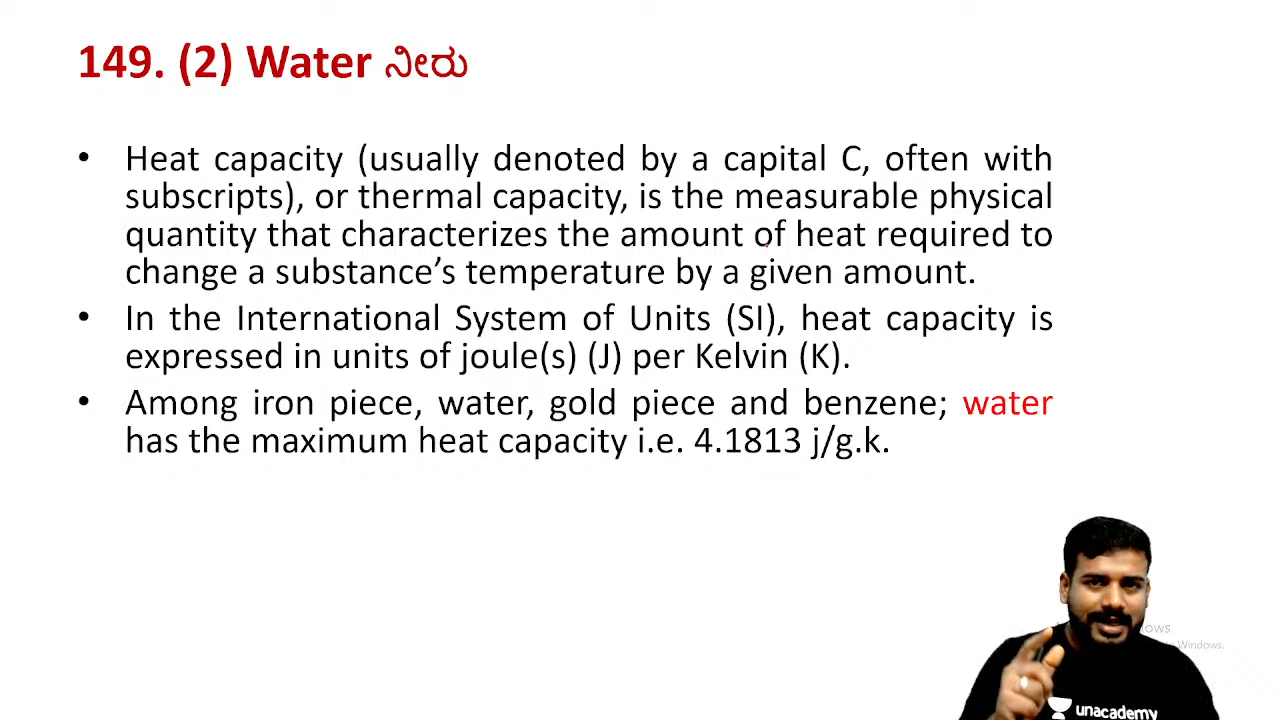 149. (2) Water ನೀರು
• Heat capacity (usually denoted by a capital C, often with
subscripts), or thermal capacity, is the measurable physical
quantity that characterizes the amount of heat required to
change a substance’s temperature by a given amount.
• In the International System of Units (SI), heat capacity is
expressed in units of joule(s) (J) per Kelvin (K).
• Among iron piece, water, gold piece and benzene; water
has the maximum heat capacity i.e. 4.1813 j/g.k.
Windows.
unacademy